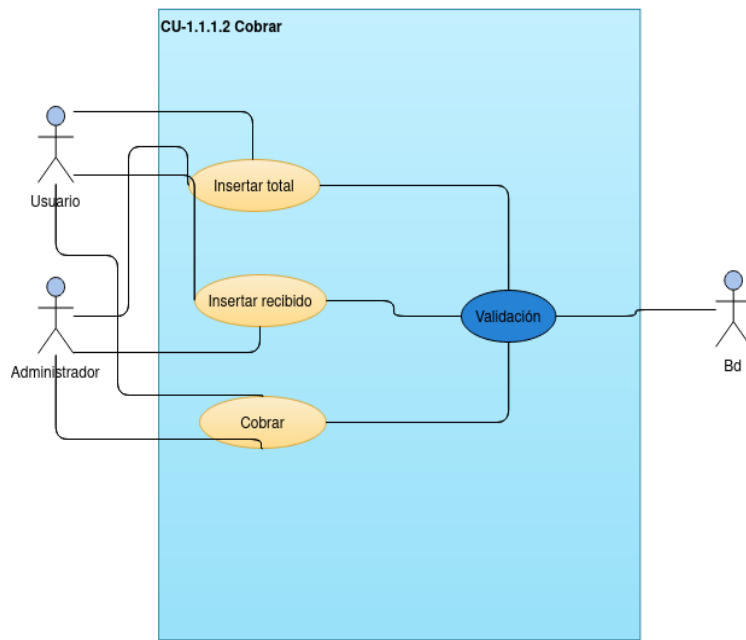 CU-1.1.1.2 Cobrar
Usuario
Insertar total
Insertar recibido
Validación
Administrador
Bd
Cobrar